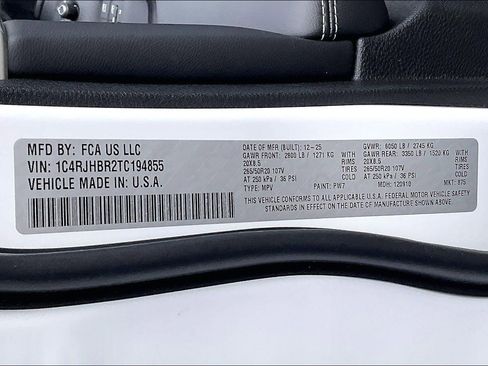 MFD BY: FCA US LLC
VIN: 1C4RJHBR2TC194855
VEHICLE MADE IN: U.S.A.
DATE OF MFR (BUILT): 12-25 GVWR: 6050 LB / 2745 KG
GAWR FRONT: 2800 LB / 1271 KG WITH GAWR REAR: 3350 LB / 1520 KG WITH
20X8.5 RIMS 20X8.5 RIMS
265/50R20 107V TIRES 265/50R20 107V TIRES
AT 250 kPa / 36 PSI COLD AT 250 kPa / 36 PSI COLD
TYPE: MPV PAINT: PW7 MDH: 120910 MKT: 875
THIS VEHICLE CONFORMS TO ALL APPLICABLE U.S.A. FEDERAL MOTOR VEHICLE SAFETY
STANDARDS IN EFFECT ON THE DATE OF MANUFACTURE SHOWN ABOVE.